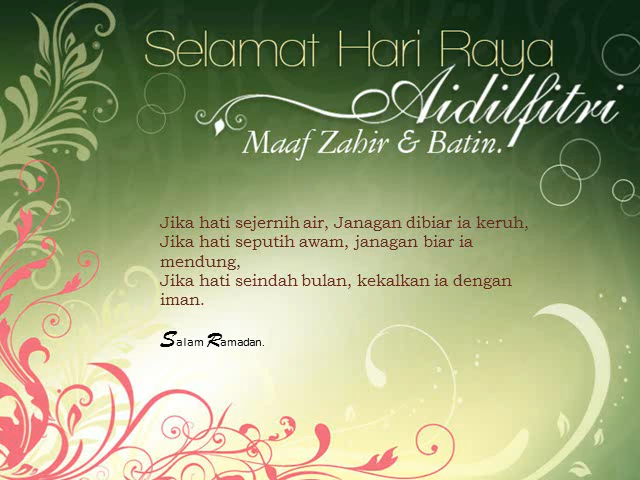 Selamat Hari Raya
Aidilfitri
Maaf Zahir & Batin.
Jika hati sejernih air, Janagan dibiar ia keruh,
Jika hati seputih awam, janagan biar ia
mendung,
Jika hati seindah bulan, kekalkan ia dengan
iman.
Salam Ramadan.